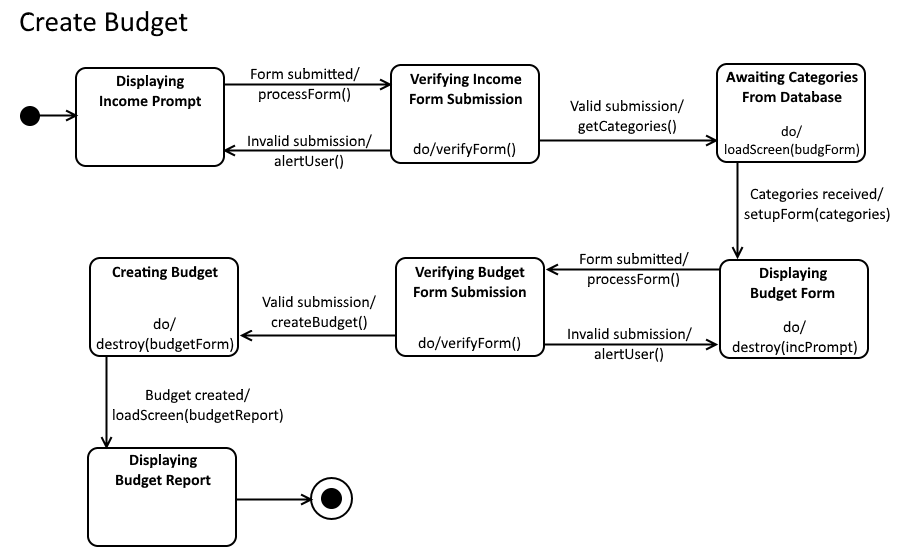 Create Budget
Displaying
Income Prompt
Form submitted/
processForm()
Invalid submission/
alertUser()
Verifying Income
Form Submission
do/verifyForm()
Valid submission/
getCategories()
Awaiting Categories
From Database
do/
loadScreen(budgForm)
Categories received/
setupForm(categories)
Displaying
Budget Form
do/
destroy(incPrompt)
Form submitted/
processForm()
Invalid submission/
alertUser()
Verifying Budget
Form Submission
do/verifyForm()
Valid submission/
createBudget()
Creating Budget
do/
destroy(budgetForm)
Budget created/
loadScreen(budgetReport)
Displaying
Budget Report